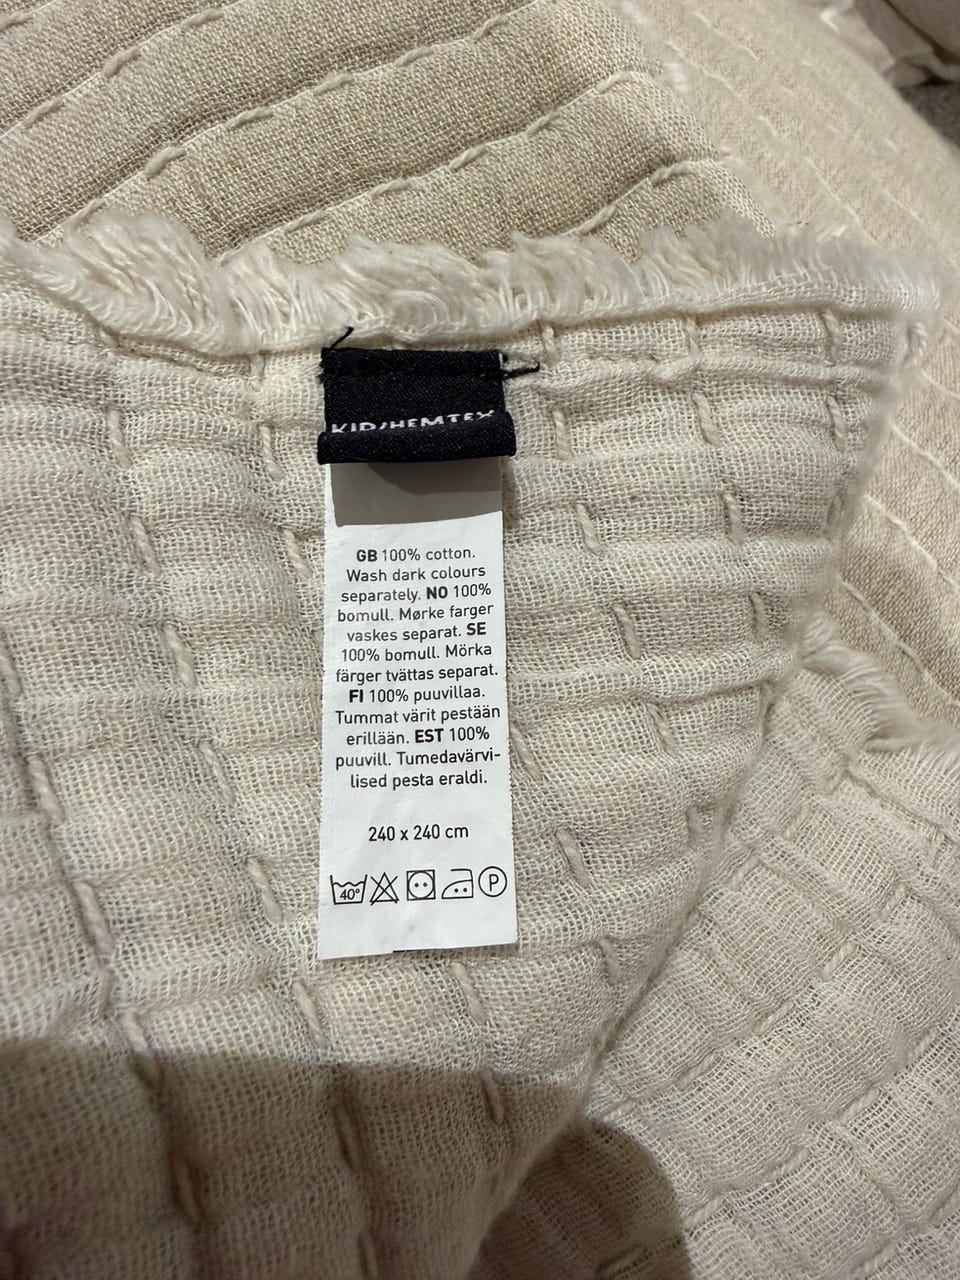 KID/HEMTEX
GB 100% cotton.
Wash dark colours
separately. NO 100%
bomull. Mørke farger
vaskes separat. SE
100% bomull. Mörka
färger tvättas separat.
FI 100% puuvillaa.
Tummat värit pestään
erillään. EST 100%
puuvill. Tumedavärvi-
lised pesta eraldi.
240 x 240 cm
40° P